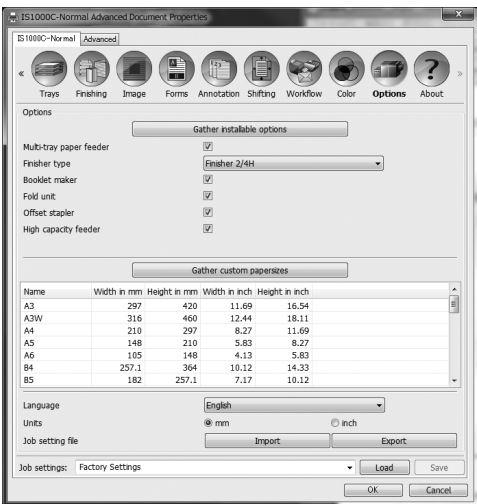 IS1000C-Normal Advanced Document Properties
IS1000C-Normal Advanced
« »
Trays Finishing Image Forms Annotation Shifting Workflow Color Options About
Options
Gather installable options
Multi-tray paper feeder
Finisher type Finisher 2/4H
Booklet maker
Fold unit
Offset stapler
High capacity feeder
Gather custom papersizes
Name Width in mm Height in mm Width in inch Height in inch
A3 297 420 11.69 16.54
A3W 316 460 12.44 18.11
A4 210 297 8.27 11.69
A5 148 210 5.83 8.27
A6 105 148 4.13 5.83
B4 257.1 364 10.12 14.33
B5 182 257.1 7.17 10.12
Language English
Units mm inch
Job setting file Import Export
Job settings: Factory Settings Load Save
OK Cancel